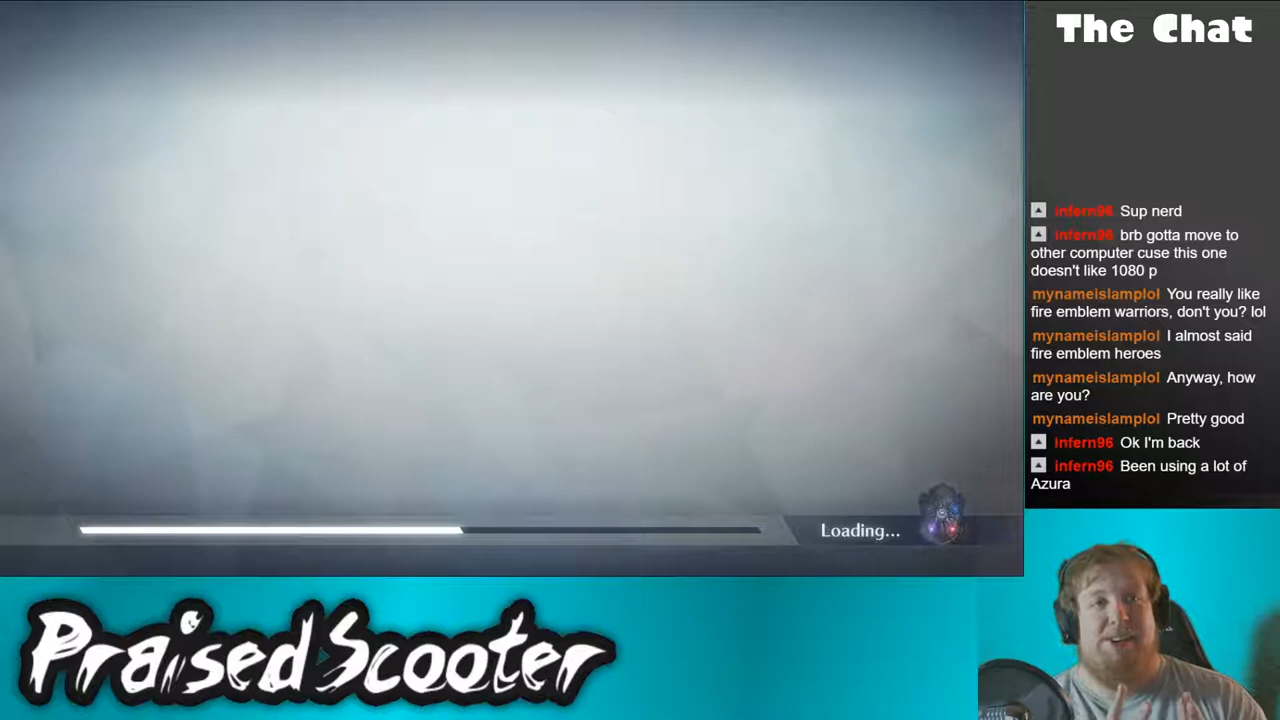 The Chat
infern96 Sup nerd
infern96 brb gotta move to
other computer cuse this one
doesn't like 1080 p
mynameislamplol You really like
fire emblem warriors, don't you? lol
mynameislamplol I almost said
fire emblem heroes
mynameislamplol Anyway, how
are you?
mynameislamplol Pretty good
infern96 Ok I'm back
infern96 Been using a lot of
Azura
Loading...
Praised Scooter